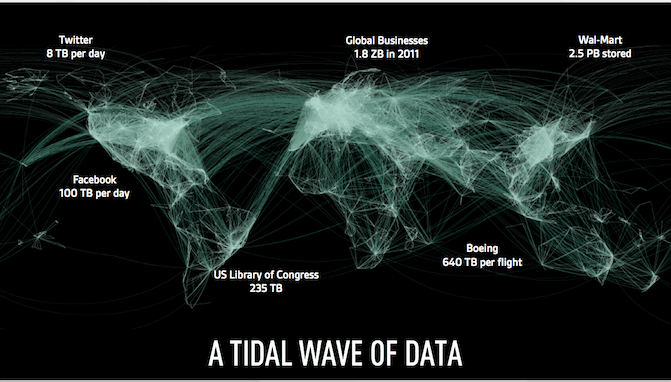 Twitter
8 TB per day
Global Businesses
1.8 ZB in 2011
Wal-Mart
2.5 PB stored
Facebook
100 TB per day
US Library of Congress
235 TB
Boeing
640 TB per flight
A TIDAL WAVE OF DATA